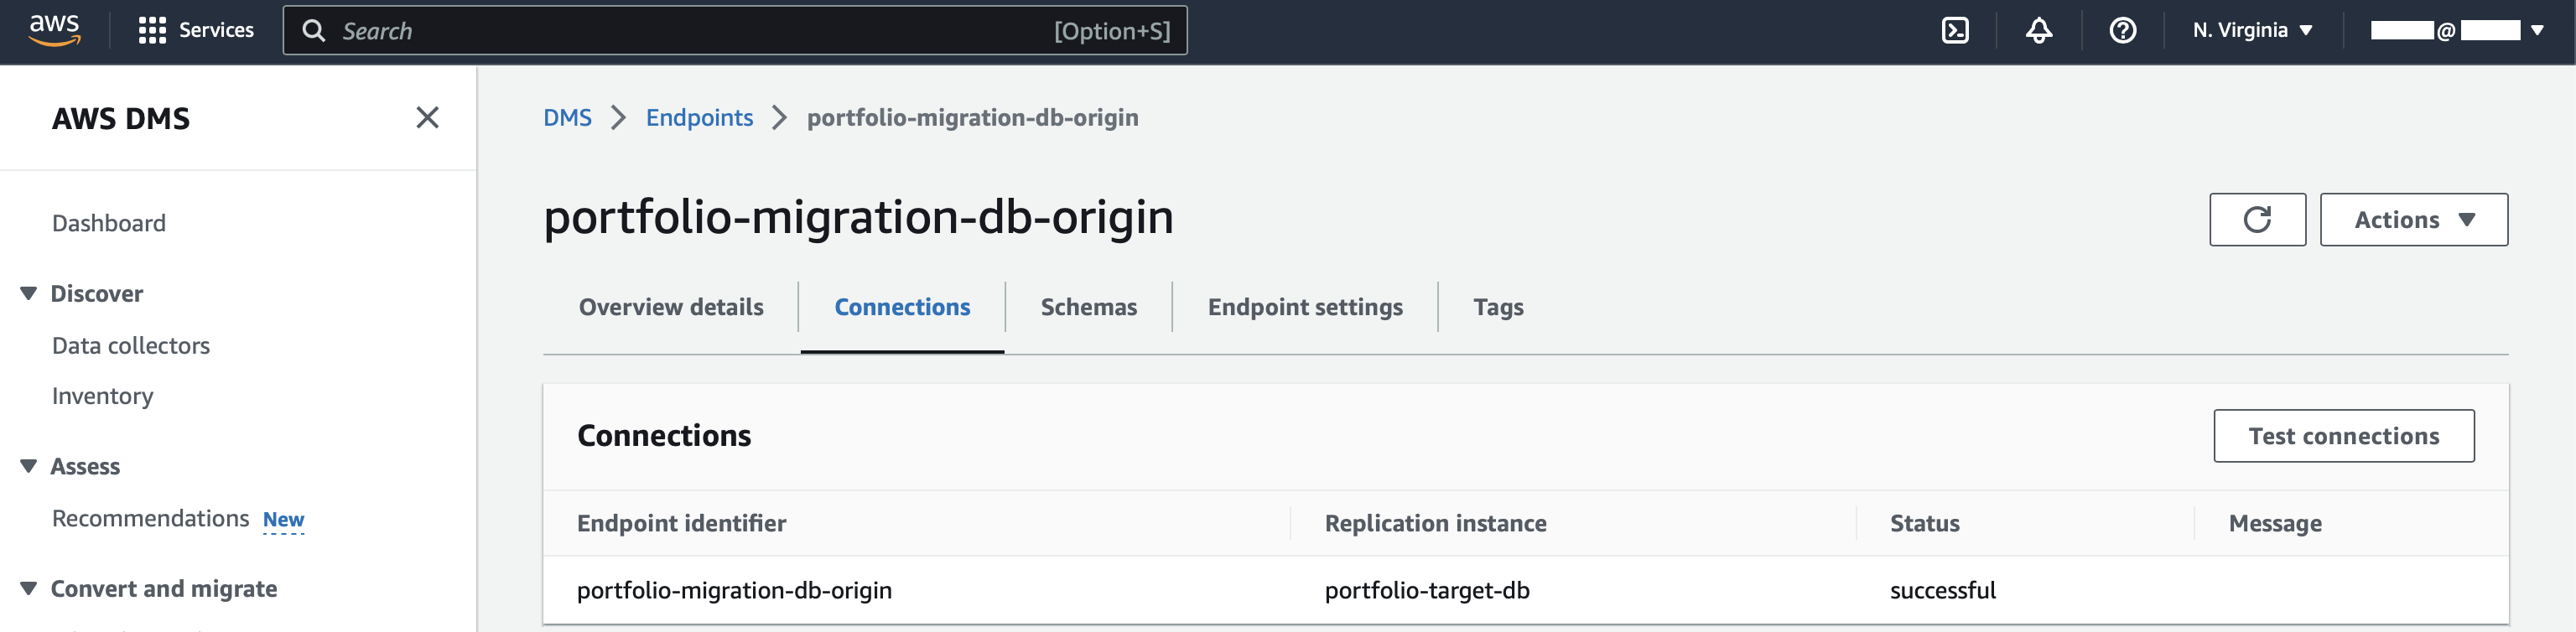 aws
Services
Search
[Option+S]
N. Virginia
@
AWS DMS
Dashboard
Discover
Data collectors
Inventory
Assess
Recommendations New
Convert and migrate
DMS
Endpoints
portfolio-migration-db-origin
portfolio-migration-db-origin
Actions
Overview details
Connections
Schemas
Endpoint settings
Tags
Connections
Test connections
Endpoint identifier
Replication instance
Status
Message
portfolio-migration-db-origin
portfolio-target-db
successful